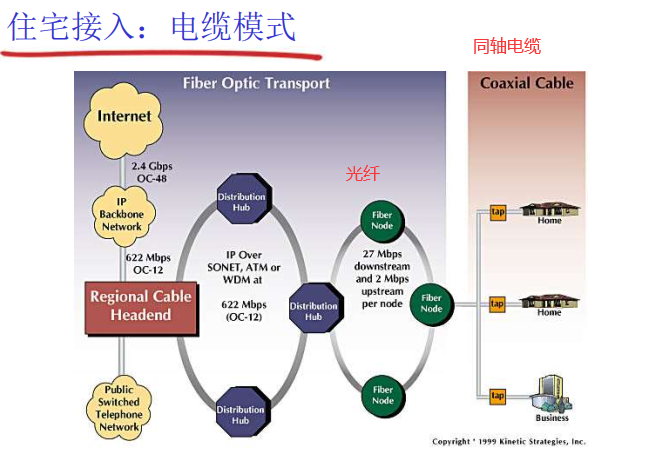 住宅接入：电缆模式
同轴电缆
Fiber Optic Transport
Coaxial Cable
Internet
2.4 Gbps
OC-48
光纤
IP
Backbone
Network
622 Mbps
OC-12
Regional Cable
Headend
Public
Switched
Telephone
Network
Distribution
Hub
IP Over
SONET, ATM or
WDM at
622 Mbps
(OC-12)
Distribution
Hub
Distribution
Hub
Fiber
Node
27 Mbps
downstream
and 2 Mbps
upstream
per node
Fiber
Node
Fiber
Node
tap
Home
tap
Home
tap
Business
Copyright ' 1999 Kinetic Strategies, Inc.